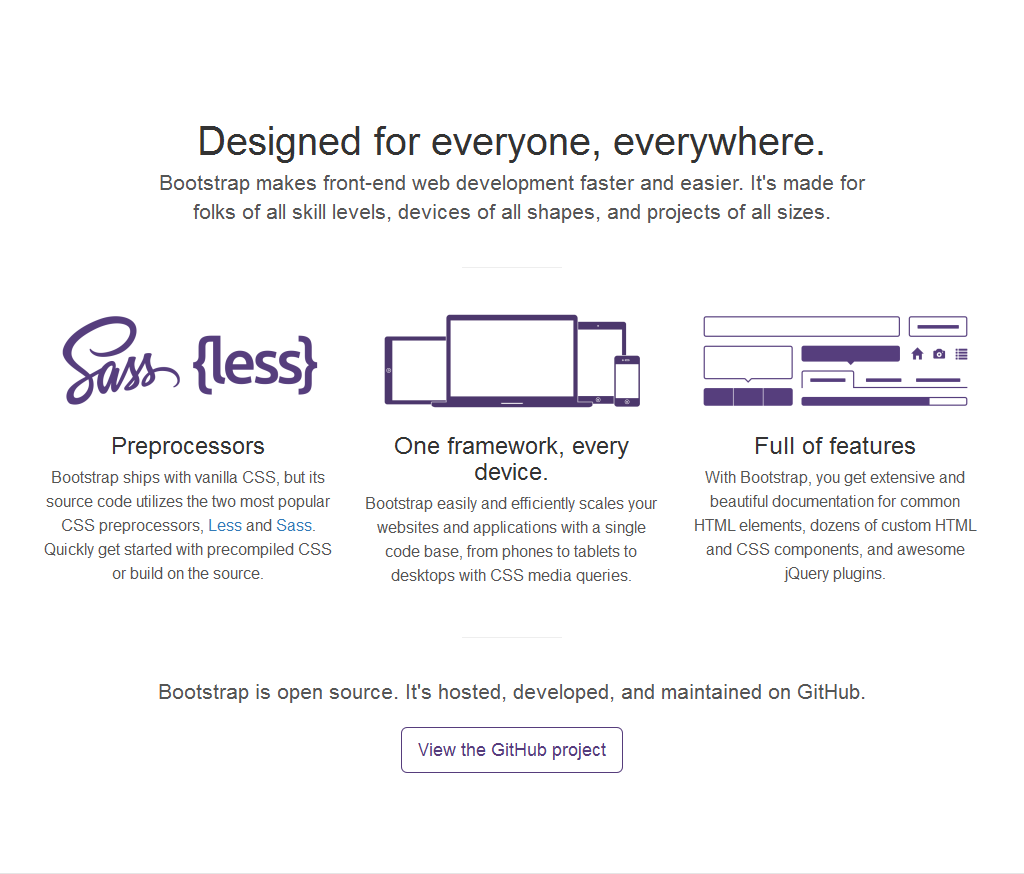 Designed for everyone, everywhere.
Bootstrap makes front-end web development faster and easier. It's made for
folks of all skill levels, devices of all shapes, and projects of all sizes.
Sass {less}
Preprocessors
Bootstrap ships with vanilla CSS, but its
source code utilizes the two most popular
CSS preprocessors, Less and Sass.
Quickly get started with precompiled CSS
or build on the source.
One framework, every
device.
Bootstrap easily and efficiently scales your
websites and applications with a single
code base, from phones to tablets to
desktops with CSS media queries.
Full of features
With Bootstrap, you get extensive and
beautiful documentation for common
HTML elements, dozens of custom HTML
and CSS components, and awesome
jQuery plugins.
Bootstrap is open source. It's hosted, developed, and maintained on GitHub.
View the GitHub project